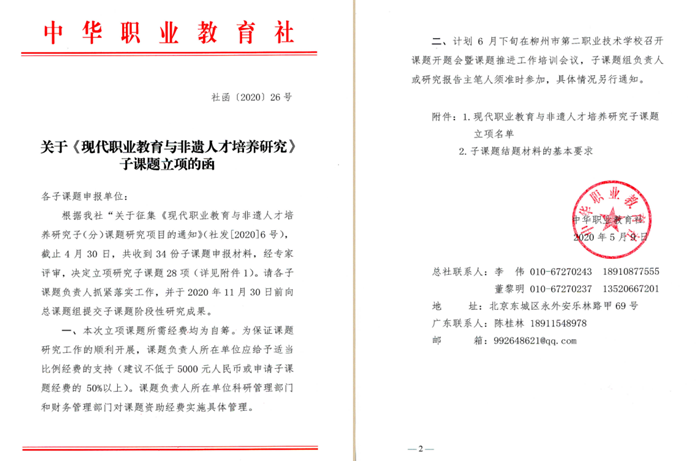 中华职业教育社
社函〔2020〕26号
关于《现代职业教育与非遗人才培养研究》
子课题立项的函
各子课题申报单位：
根据我社“关于征集《现代职业教育与非遗人才培
养研究子(分)课题研究项目的通知》(社发[2020]6号)，
截止4月30日，共收到34份子课题申报材料，经专家
评审，决定立项研究子课题28项（详见附件1）。请各子
课题负责人抓紧落实工作，并于2020年11月30日前向
总课题组提交子课题阶段性研究成果。
一、本次立项课题所需经费均为自筹。为保证课题
研究工作的顺利开展，课题负责人所在单位应给予适当
比例经费的支持（建议不低于5000元人民币或申请子课
题经费的50%以上）。课题负责人所在单位科研管理部门
和财务管理部门对课题资助经费实施具体管理。
二、计划6月下旬在柳州市第二职业技术学校召开
课题开题会暨课题推进工作培训会议，子课题组负责人
或研究报告主笔人须准时参加，具体情况另行通知。
附件：1.现代职业教育与非遗人才培养研究子课题
立项名单
2.子课题结题材料的基本要求
中华职业教育社
2020年5月9日
总社联系人：李　伟 010-67270243 18910877555
董黎明 010-67270237 13520667201
地　　址：北京东城区永外安乐林路甲69号
广东联系人：陈桂林 18911548978
邮　　箱：992648621@qq.com
—2—